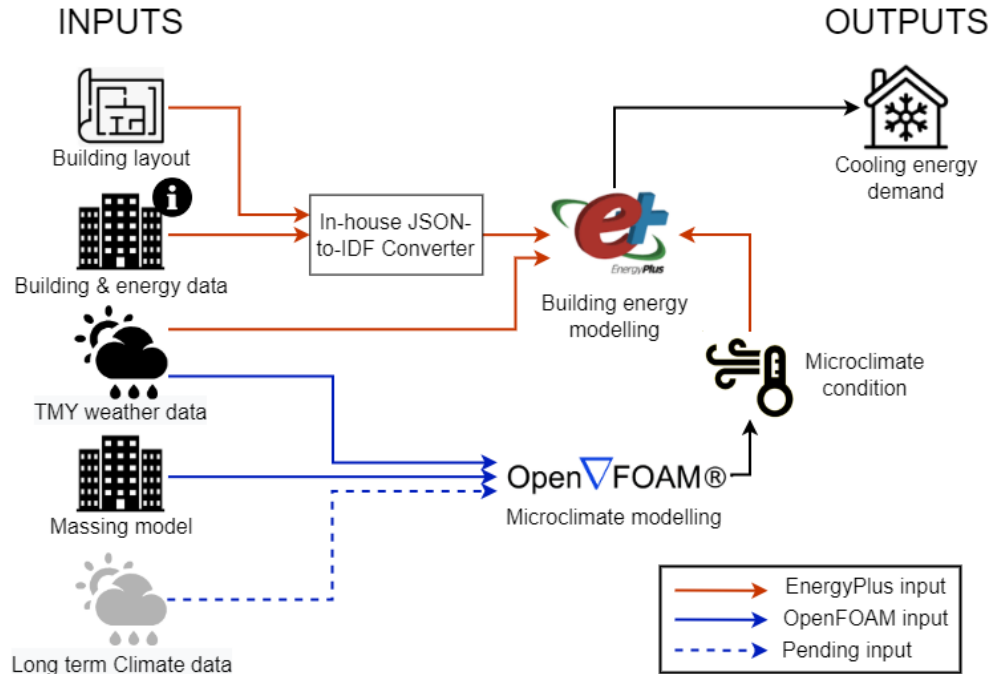 INPUTS
OUTPUTS
Building layout
Cooling energy
demand
i
In-house JSON-
to-IDF Converter
Building & energy data
e+
EnergyPlus
Building energy
modelling
Microclimate
condition
TMY weather data
OpenFOAM®
Microclimate modelling
Massing model
EnergyPlus input
OpenFOAM input
Pending input
Long term Climate data